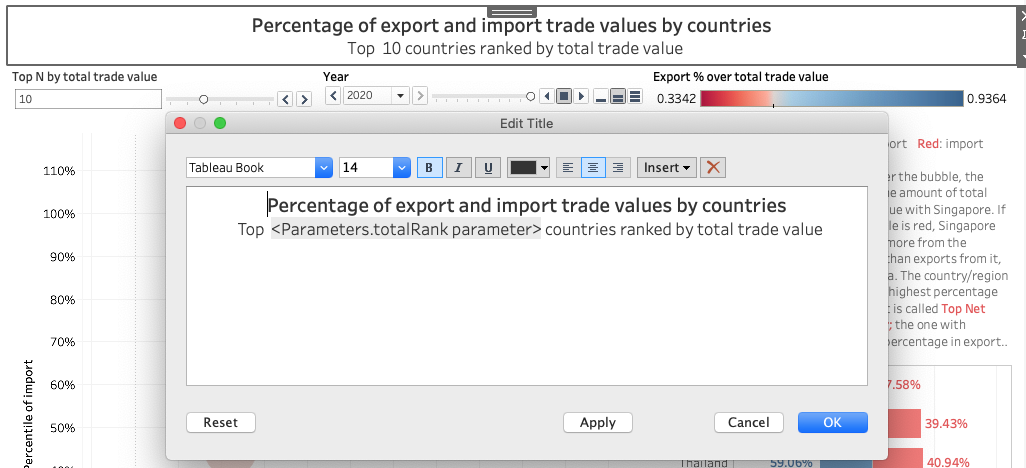 Percentage of export and import trade values by countries
Top 10 countries ranked by total trade value
Top N by total trade value
10
Year
2020
Export % over total trade value
0.3342
0.9364
Edit Title
Tableau Book
14
B
I
U
Insert
Percentage of export and import trade values by countries
Top <Parameters.totalRank parameter> countries ranked by total trade value
Reset
Apply
Cancel
OK
110%
100%
90%
80%
70%
60%
50%
Percentile of import
Red: import
er the bubble, the
amount of total
ue with Singapore. If
le is red, Singapore
more from the
than exports from it,
a. The country/region
highest percentage
t is called Top Net
; the one with
percentage in export..
7.58%
39.43%
Thailand
59.06%
40.94%